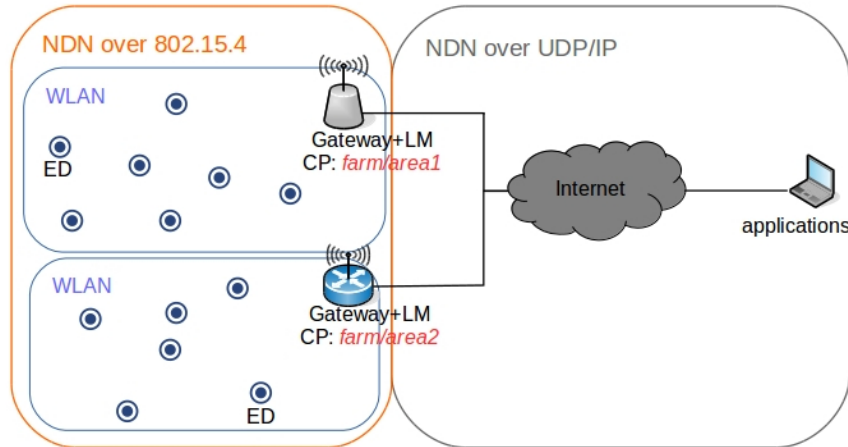 NDN over 802.15.4
NDN over UDP/IP
WLAN
ED
Gateway+LM
CP: farm/area1
Internet
applications
WLAN
Gateway+LM
CP: farm/area2
ED